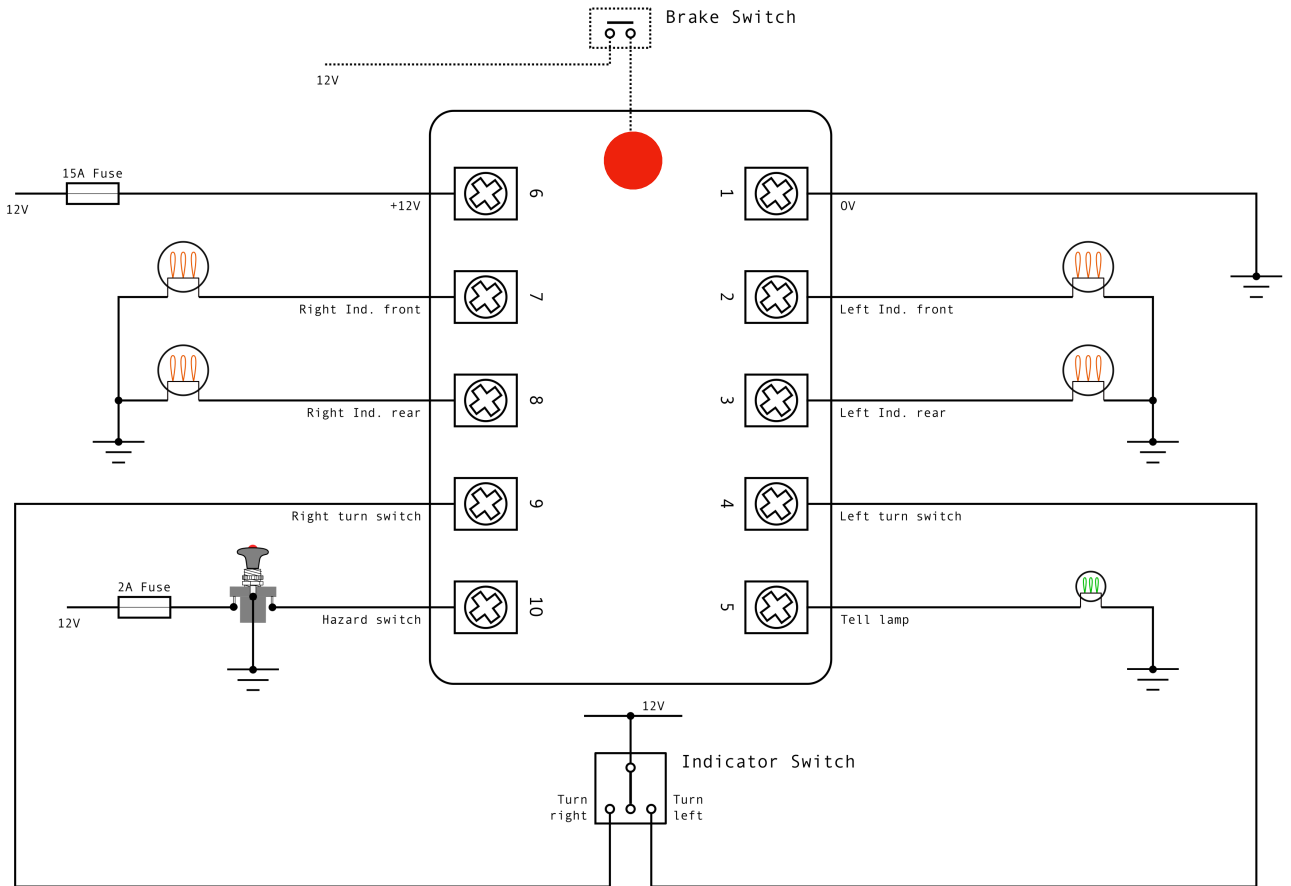 Brake Switch
12V
15A Fuse
12V
+12V
6
1
0V
Right Ind. front
7
2
Left Ind. front
Right Ind. rear
8
3
Left Ind. rear
Right turn switch
9
4
Left turn switch
2A Fuse
12V
Hazard switch
10
5
Tell lamp
12V
Indicator Switch
Turn
right
Turn
left